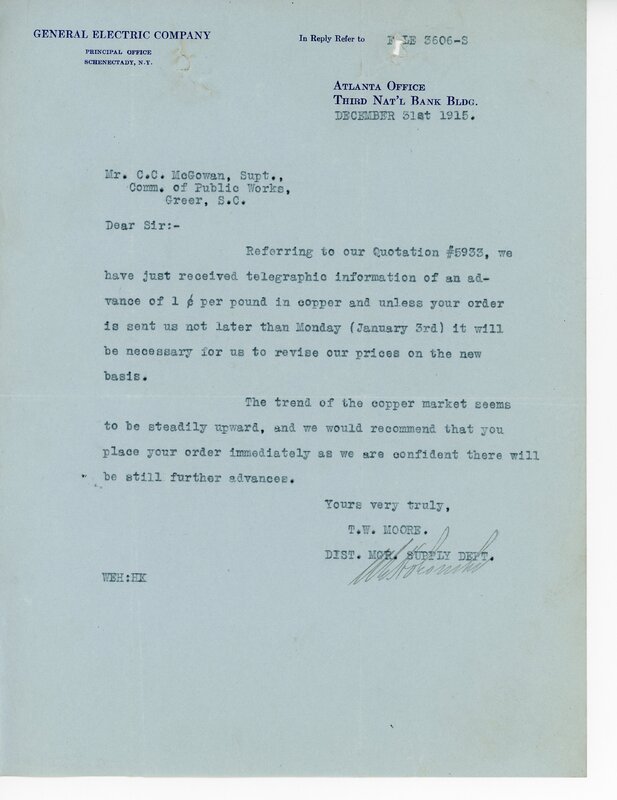 GENERAL ELECTRIC COMPANY
PRINCIPAL OFFICE
SCHENECTADY, N.Y.
In Reply Refer to FILE 3606-S
ATLANTA OFFICE
THIRD NAT'L BANK BLDG.
DECEMBER 31st 1915.
Mr. C.C. McGowan, Supt.,
Comm. of Public Works,
Greer, S.C.
Dear Sir:-
Referring to our Quotation #5933, we
have just received telegraphic information of an ad-
vance of 1 ¢ per pound in copper and unless your order
is sent us not later than Monday (January 3rd) it will
be necessary for us to revise our prices on the new
basis.
The trend of the copper market seems
to be steadily upward, and we would recommend that you
place your order immediately as we are confident there will
be still further advances.
Yours very truly,
T.W. MOORE.
DIST. MGR. SUPPLY DEPT.
WEH:HK